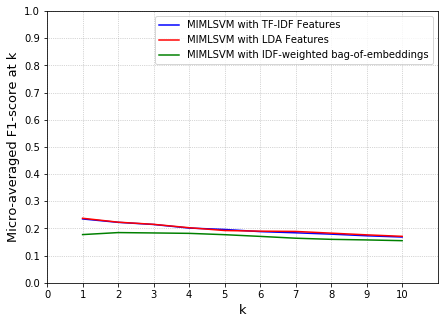 MIMLSVM with TF-IDF Features
MIMLSVM with LDA Features
MIMLSVM with IDF-weighted bag-of-embeddings
Micro-averaged F1-score at k
1.0
0.9
0.8
0.7
0.6
0.5
0.4
0.3
0.2
0.1
0.0
0 1 2 3 4 5 6 7 8 9 10
k